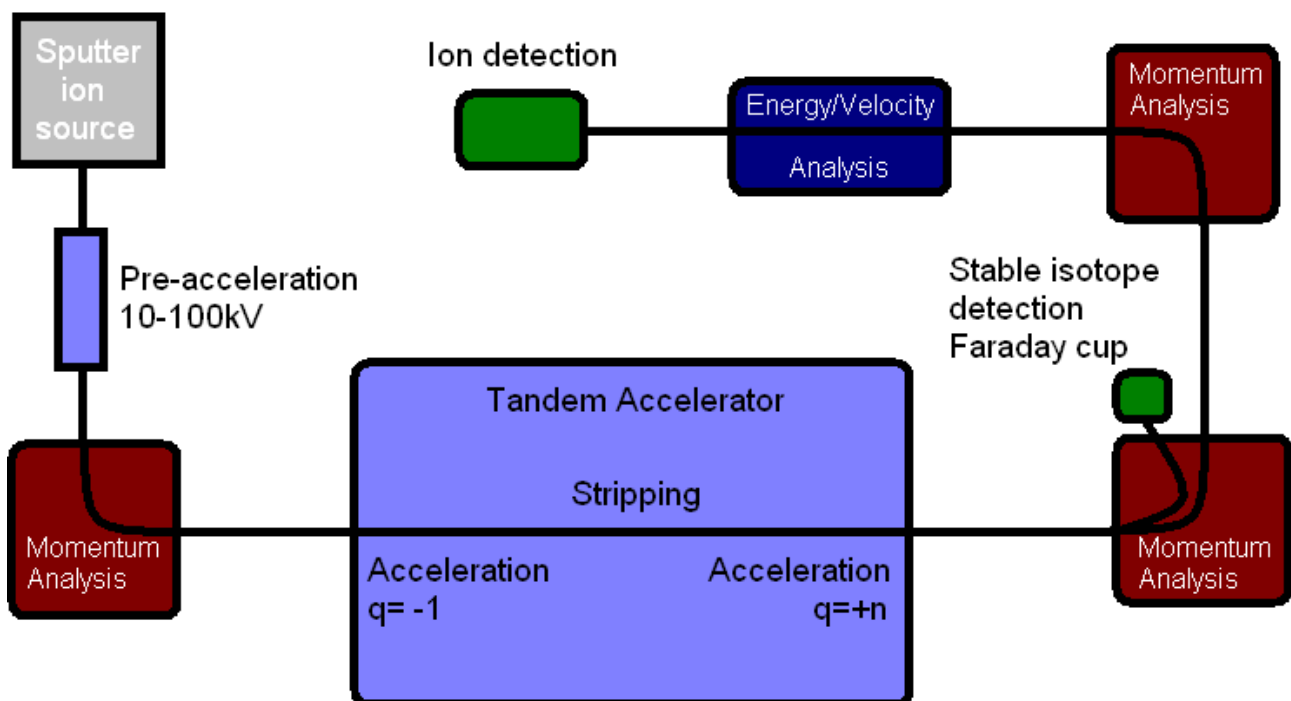 Sputter
ion
source
Pre-acceleration
10-100kV
Momentum
Analysis
Tandem Accelerator
Stripping
Acceleration
q= -1
Acceleration
q=+n
Momentum
Analysis
Stable isotope
detection
Faraday cup
Momentum
Analysis
Energy/Velocity
Analysis
Ion detection